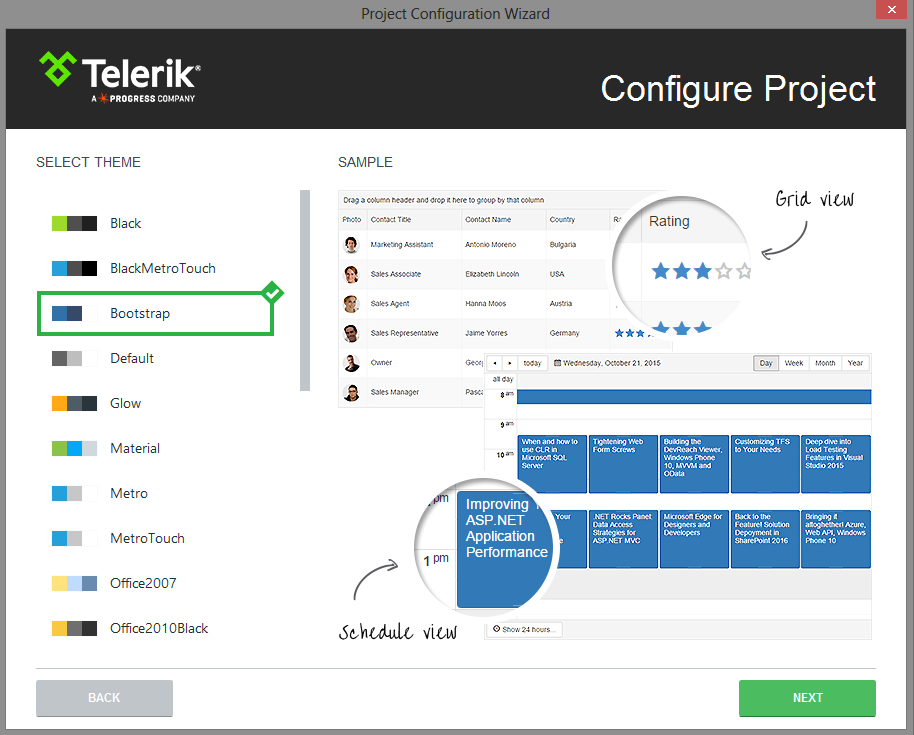 Project Configuration Wizard
Telerik®
A PROGRESS COMPANY
Configure Project
SELECT THEME
Black
BlackMetroTouch
Bootstrap
Default
Glow
Material
Metro
MetroTouch
Office2007
Office2010Black
SAMPLE
Drag a column header and drop it here to group by that column
Photo Contact Title Contact Name Country
Marketing Assistant Antonio Moreno Bulgaria
Sales Associate Elizabeth Lincoln USA
Sales Agent Hanna Moos Austria
Sales Representative Jaime Yorres Germany
Owner
Sales Manager
Rating
Grid view
today Wednesday, October 21, 2015 Day Week Month Year
all day
8 am
9 am
10 am
When and how to
use CLR in
Microsoft SQL
Server
Tightening Web
Form Screws
Building the
DevReach Viewer,
Windows Phone
10, MVVM and
OData
Customizing TFS
to Your Needs
Deep dive into
Load Testing
Features in Visual
Studio 2015
Your
.NET Rocks Panel:
Data Access
Strategies for
ASP.NET MVC
Microsoft Edge for
Designers and
Developers
Back to the
Future! Solution
Depoyment in
SharePoint 2016
Bringing it
altoghether! Azure,
Web API, Windows
Phone 10
pm
1 pm
Improving
ASP.NET
Application
Performance
Schedule view
Show 24 hours...
BACK
NEXT